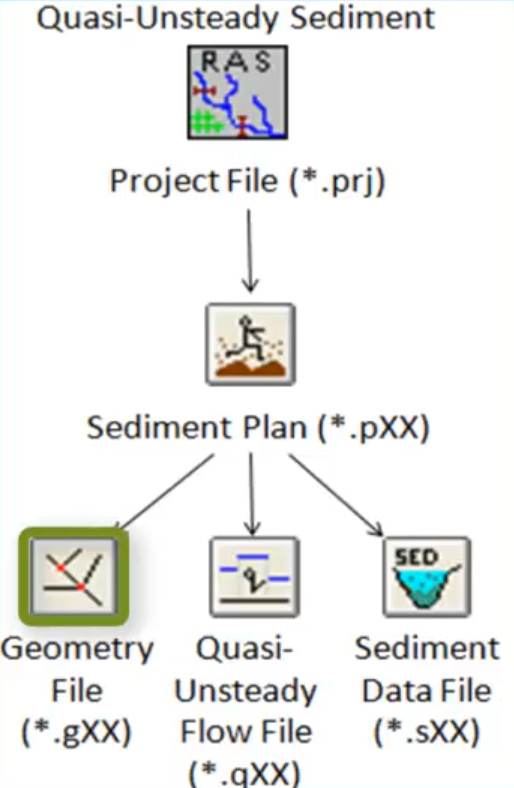 Quasi-Unsteady Sediment
RAS
Project File (*.prj)
Sediment Plan (*.pXX)
SED
Geometry
File
(*.gXX)
Quasi-
Unsteady
Flow File
(*.qXX)
Sediment
Data File
(*.sXX)